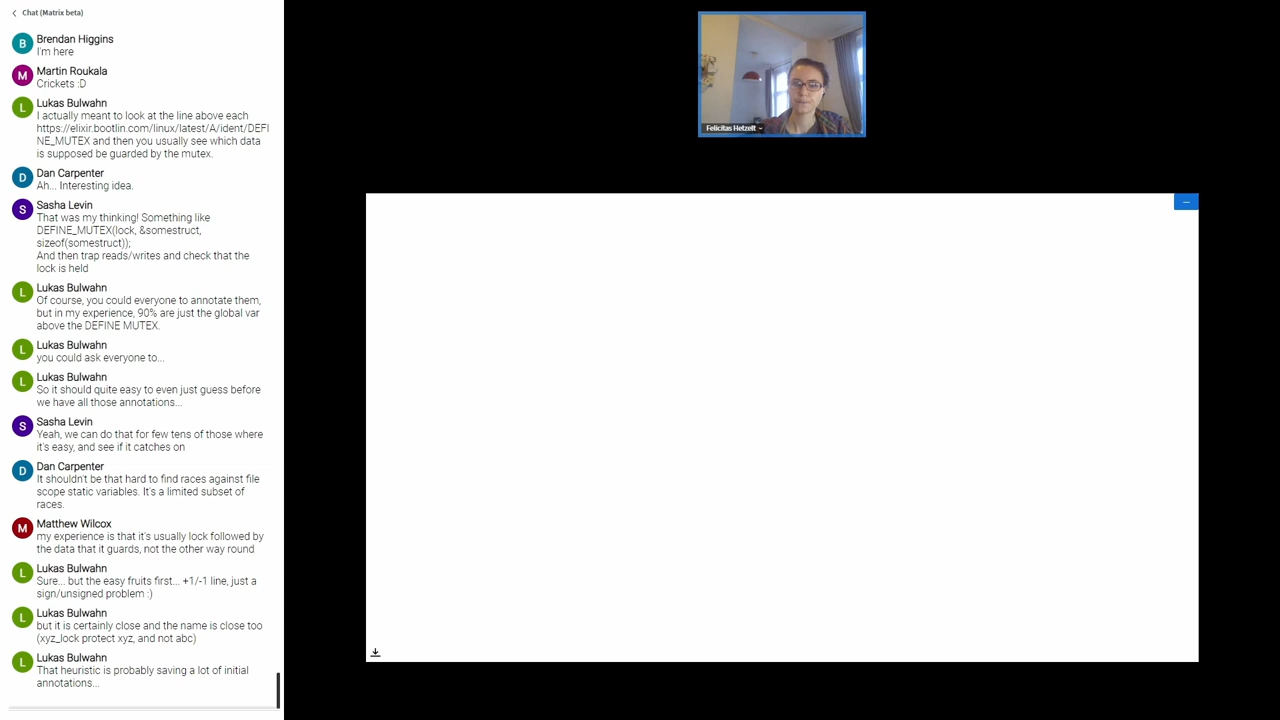 Chat (Matrix beta)
B
Brendan Higgins
I'm here
M
Martin Roukala
Crickets :D
L
Lukas Bulwahn
I actually meant to look at the line above each
https://elixir.bootlin.com/linux/latest/A/ident/DEFI
NE_MUTEX and then you usually see which data
is supposed be guarded by the mutex.
D
Dan Carpenter
Ah... Interesting idea.
S
Sasha Levin
That was my thinking! Something like
DEFINE_MUTEX(lock, &somestruct,
sizeof(somestruct));
And then trap reads/writes and check that the
lock is held
L
Lukas Bulwahn
Of course, you could everyone to annotate them,
but in my experience, 90% are just the global var
above the DEFINE MUTEX.
L
Lukas Bulwahn
you could ask everyone to...
L
Lukas Bulwahn
So it should quite easy to even just guess before
we have all those annotations...
S
Sasha Levin
Yeah, we can do that for few tens of those where
it's easy, and see if it catches on
D
Dan Carpenter
It shouldn't be that hard to find races against file
scope static variables. It's a limited subset of
races.
M
Matthew Wilcox
my experience is that it's usually lock followed by
the data that it guards, not the other way round
L
Lukas Bulwahn
Sure... but the easy fruits first... +1/-1 line, just a
sign/unsigned problem :)
L
Lukas Bulwahn
but it is certainly close and the name is close too
(xyz_lock protect xyz, and not abc)
L
Lukas Bulwahn
That heuristic is probably saving a lot of initial
annotations...
Felicitas Hetzelt